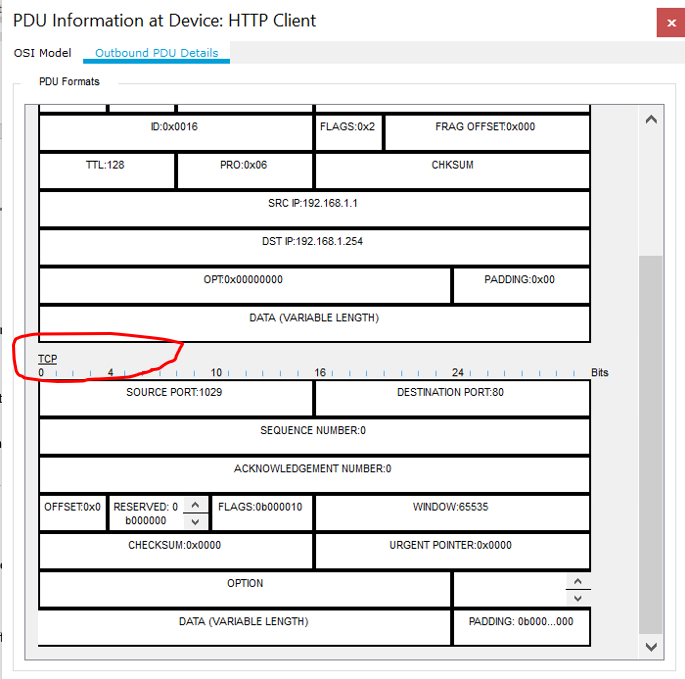 PDU Information at Device: HTTP Client
x
OSI Model Outbound PDU Details
PDU Formats
ID:0x0016 FLAGS:0x2 FRAG OFFSET:0x000
TTL:128 PRO:0x06 CHKSUM
SRC IP:192.168.1.1
DST IP:192.168.1.254
OPT:0x00000000 PADDING:0x00
DATA (VARIABLE LENGTH)
TCP
0 4 10 16 24 Bits
SOURCE PORT:1029 DESTINATION PORT:80
SEQUENCE NUMBER:0
ACKNOWLEDGEMENT NUMBER:0
OFFSET:0x0 RESERVED: 0 FLAGS:0b000010 WINDOW:65535
b000000
CHECKSUM:0x0000 URGENT POINTER:0x0000
OPTION
DATA (VARIABLE LENGTH) PADDING: 0b000...000